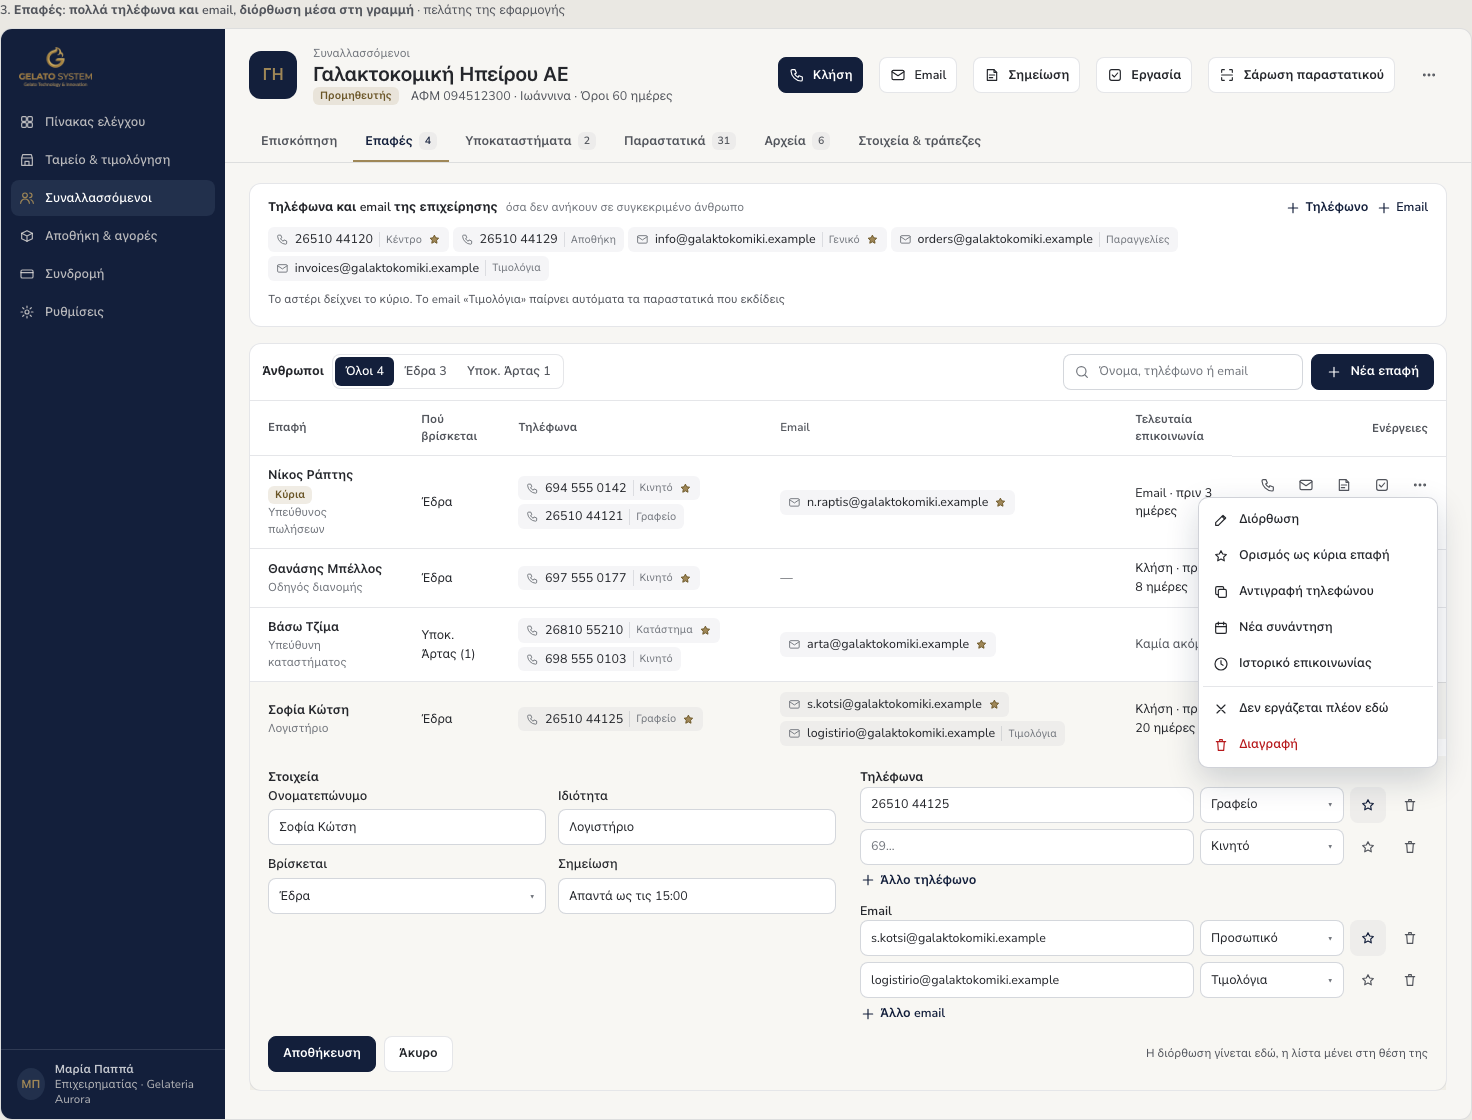 3. Επαφές: πολλά τηλέφωνα και email, διόρθωση μέσα στη γραμμή · πελάτης της εφαρμογής
GELATO SYSTEM
Gelato Technology & Innovation
Πίνακας ελέγχου
Ταμείο & τιμολόγηση
Συναλλασσόμενοι
Αποθήκη & αγορές
Συνδρομή
Ρυθμίσεις
ΜΠ
Μαρία Παππά
Επιχειρηματίας · Gelateria
Aurora
ΓΗ
Συναλλασσόμενοι
Γαλακτοκομική Ηπείρου ΑΕ
Προμηθευτής ΑΦΜ 094512300 · Ιωάννινα · Όροι 60 ημέρες
Κλήση Email Σημείωση Εργασία Σάρωση παραστατικού
Επισκόπηση Επαφές 4 Υποκαταστήματα 2 Παραστατικά 31 Αρχεία 6 Στοιχεία & τράπεζες
Τηλέφωνα και email της επιχείρησης όσα δεν ανήκουν σε συγκεκριμένο άνθρωπο
Τηλέφωνο Email
26510 44120 Κέντρο 26510 44129 Αποθήκη info@galaktokomiki.example Γενικό orders@galaktokomiki.example Παραγγελίες
invoices@galaktokomiki.example Τιμολόγια
Το αστέρι δείχνει το κύριο. Το email «Τιμολόγια» παίρνει αυτόματα τα παραστατικά που εκδίδεις
Άνθρωποι Όλοι 4 Έδρα 3 Υποκ. Άρτας 1
Όνομα, τηλέφωνο ή email Νέα επαφή
Επαφή Πού βρίσκεται Τηλέφωνα Email Τελευταία επικοινωνία Ενέργειες
Νίκος Ράπτης
Κύρια
Υπεύθυνος
πωλήσεων
Έδρα
694 555 0142 Κινητό
26510 44121 Γραφείο
n.raptis@galaktokomiki.example
Email · πριν 3
ημέρες
Θανάσης Μπέλλος
Οδηγός διανομής
Έδρα
697 555 0177 Κινητό
—
Κλήση · πρ
8 ημέρες
Βάσω Τζίμα
Υπεύθυνη
καταστήματος
Υποκ.
Άρτας (1)
26810 55210 Κατάστημα
698 555 0103 Κινητό
arta@galaktokomiki.example
Καμία ακόμ
Σοφία Κώτση
Λογιστήριο
Έδρα
26510 44125 Γραφείο
s.kotsi@galaktokomiki.example
logistirio@galaktokomiki.example Τιμολόγια
Κλήση · πρ
20 ημέρες
Διόρθωση
Ορισμός ως κύρια επαφή
Αντιγραφή τηλεφώνου
Νέα συνάντηση
Ιστορικό επικοινωνίας
Δεν εργάζεται πλέον εδώ
Διαγραφή
Στοιχεία
Ονοματεπώνυμο Ιδιότητα
Σοφία Κώτση Λογιστήριο
Βρίσκεται Σημείωση
Έδρα Απαντά ως τις 15:00
Τηλέφωνα
26510 44125 Γραφείο
69... Κινητό
Άλλο τηλέφωνο
Email
s.kotsi@galaktokomiki.example Προσωπικό
logistirio@galaktokomiki.example Τιμολόγια
Άλλο email
Αποθήκευση Άκυρο
Η διόρθωση γίνεται εδώ, η λίστα μένει στη θέση της